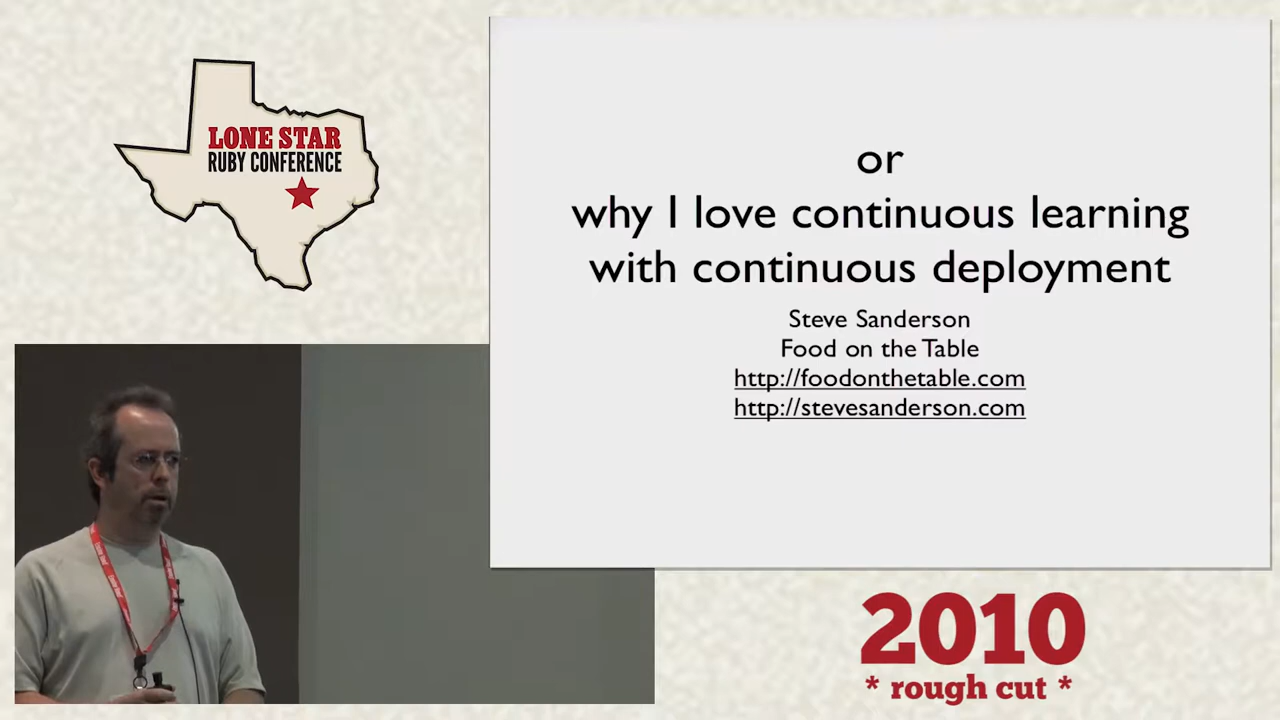 LONE STAR
RUBY CONFERENCE
or
why I love continuous learning
with continuous deployment
Steve Sanderson
Food on the Table
http://foodonthetable.com
http://stevesanderson.com
2010
* rough cut *